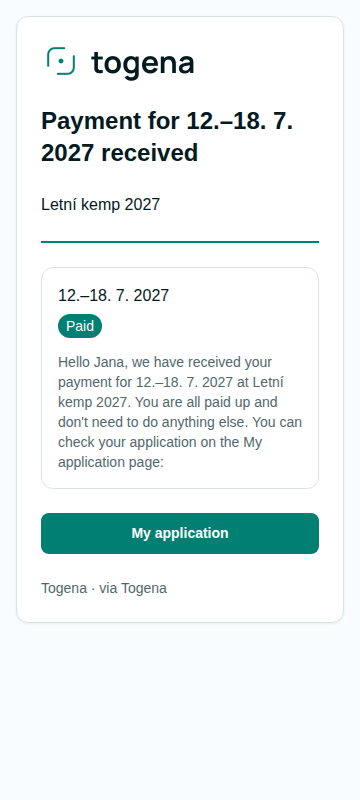 togena
Payment for 12.–18. 7.
2027 received
Letní kemp 2027
12.–18. 7. 2027
Paid
Hello Jana, we have received your
payment for 12.–18. 7. 2027 at Letní
kemp 2027. You are all paid up and
don't need to do anything else. You can
check your application on the My
application page:
My application
Togena · via Togena